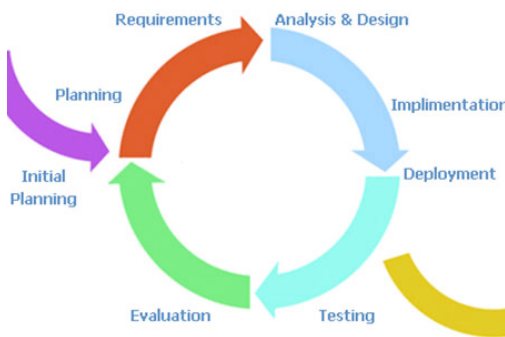 Requirements
Analysis & Design
Planning
Implimentation
Initial
Planning
Deployment
Evaluation
Testing